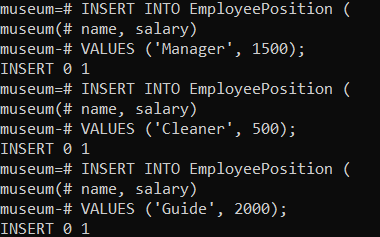 museum=# INSERT INTO EmployeePosition (
museum(# name, salary)
museum-# VALUES ('Manager', 1500);
INSERT 0 1
museum=# INSERT INTO EmployeePosition (
museum(# name, salary)
museum-# VALUES ('Cleaner', 500);
INSERT 0 1
museum=# INSERT INTO EmployeePosition (
museum(# name, salary)
museum-# VALUES ('Guide', 2000);
INSERT 0 1